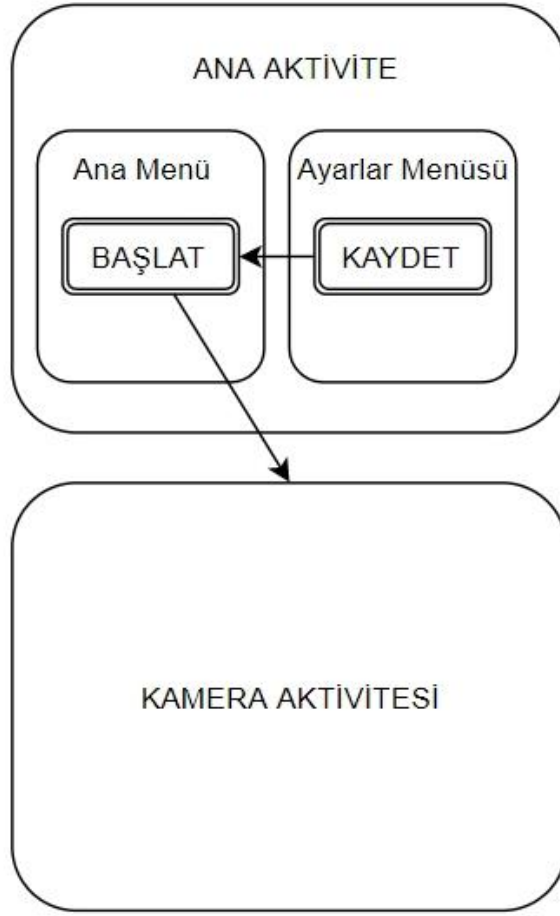 ANA AKTİVİTE
Ana Menü
BAŞLAT
Ayarlar Menüsü
KAYDET
KAMERA AKTİVİTESİ